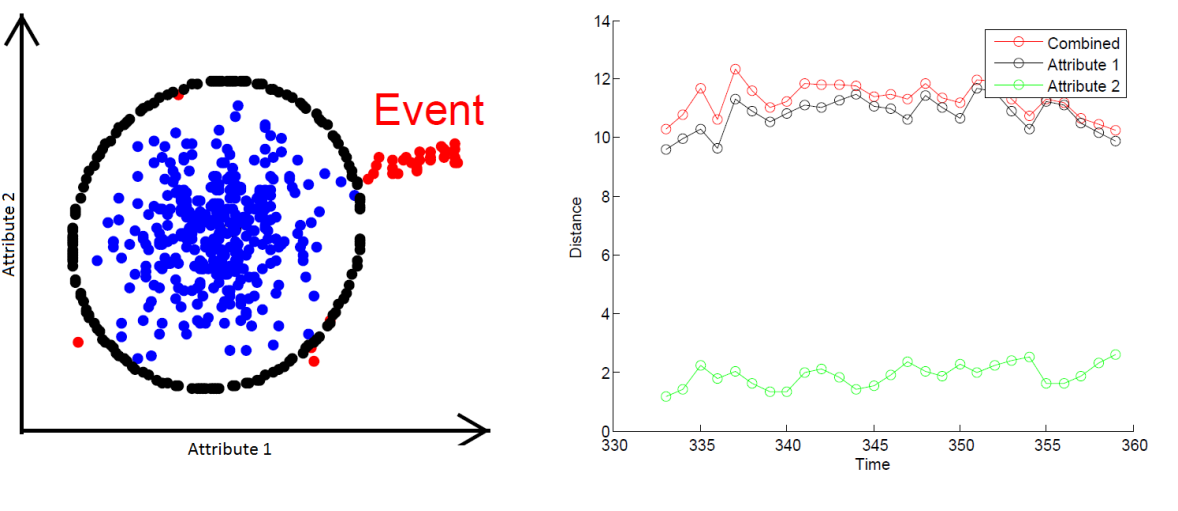 Event
Attribute 2
Attribute 1
Combined
Attribute 1
Attribute 2
14
12
10
8
6
4
2
0
Distance
330
335
340
345
350
355
360
Time